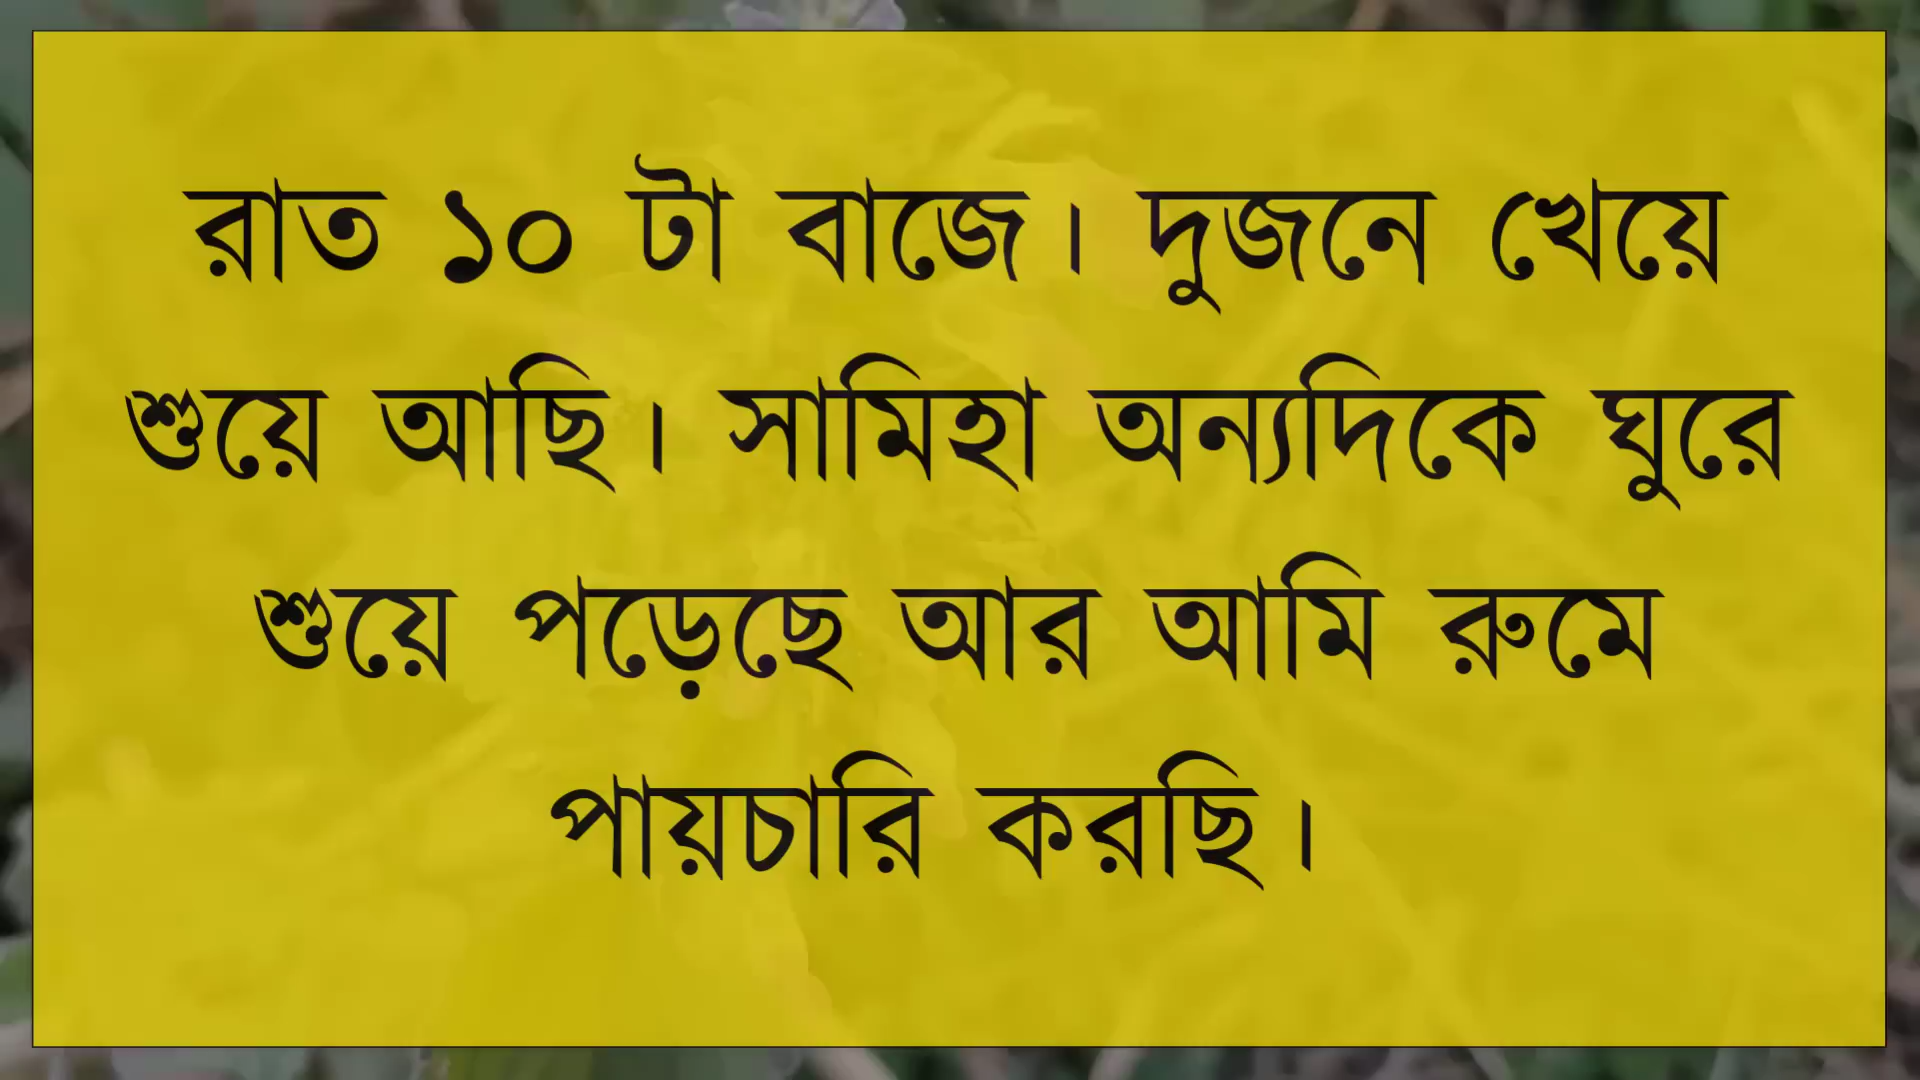 রাত ১০ টা বাজে। দুজনে খেয়ে
শুয়ে আছি। সামিহা অন্যদিকে ঘুরে
শুয়ে পড়েছে আর আমি রুমে
পায়চারি করছি।